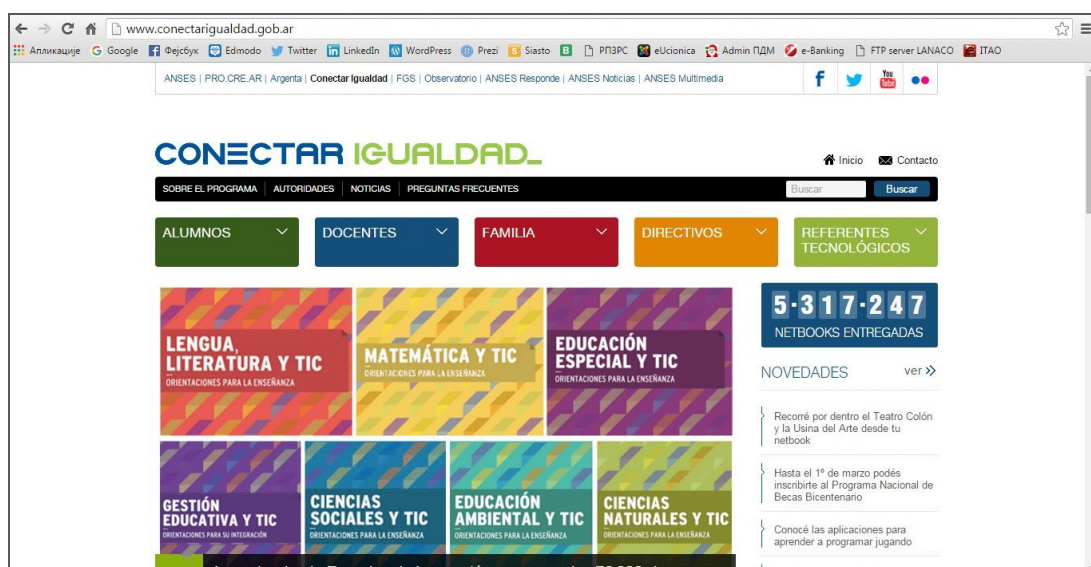 www.conectarigualdad.gob.ar
Апликације Google Фејсбук Edmodo Twitter LinkedIn WordPress Prezi Siasto РПЗРС eUcionica Admin ПДМ e-Banking FTP server LANACO ITAO
ANSES | PRO.CRE.AR | Argenta | Conectar Igualdad | FGS | Observatorio | ANSES Responde | ANSES Noticias | ANSES Multimedia
You Tube
CONECTAR IGUALDAD_
Inicio Contacto
SOBRE EL PROGRAMA | AUTORIDADES | NOTICIAS | PREGUNTAS FRECUENTES
Buscar Buscar
ALUMNOS
DOCENTES
FAMILIA
DIRECTIVOS
REFERENTES
TECNOLÓGICOS
LENGUA,
LITERATURA Y TIC
ORIENTACIONES PARA LA ENSEÑANZA
MATEMÁTICA Y TIC
ORIENTACIONES PARA LA ENSEÑANZA
EDUCACIÓN
ESPECIAL Y TIC
ORIENTACIONES PARA LA ENSEÑANZA
5·317·247
NETBOOKS ENTREGADAS
NOVEDADES ver
Recorré por dentro el Teatro Colón
y la Usina del Arte desde tu
netbook
Hasta el 1º de marzo podés
inscribirte al Programa Nacional de
Becas Bicentenario
Conocé las aplicaciones para
aprender a programar jugando
GESTIÓN
EDUCATIVA Y TIC
ORIENTACIONES PARA SU INTEGRACIÓN
CIENCIAS
SOCIALES Y TIC
ORIENTACIONES PARA LA ENSEÑANZA
EDUCACIÓN
AMBIENTAL Y TIC
ORIENTACIONES PARA LA ENSEÑANZA
CIENCIAS
NATURALES Y TIC
ORIENTACIONES PARA LA ENSEÑANZA